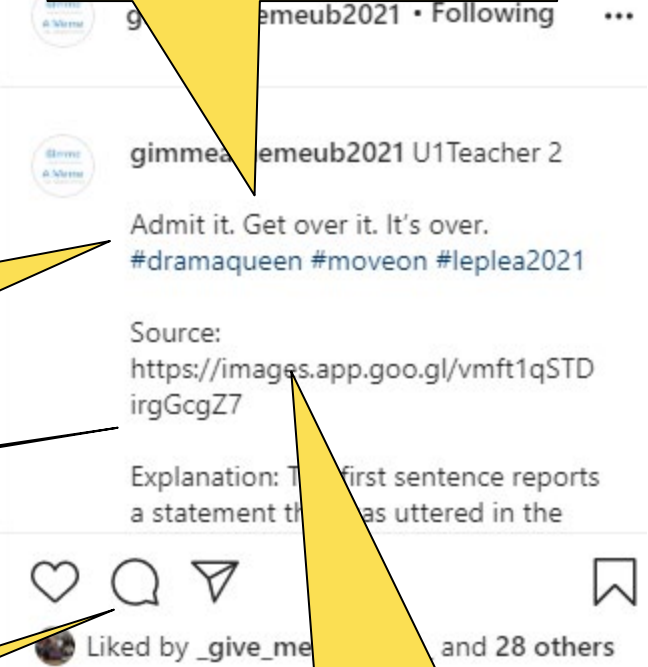 emeub2021 • Following
gimmea emeub2021 U1Teacher 2
Admit it. Get over it. It's over.
#dramaqueen #moveon #leplea2021
Source:
https://images.app.goo.gl/vmft1qSTD
irgGcgZ7
Explanation: first sentence reports
a statement as uttered in the
Liked by _give_me and 28 others